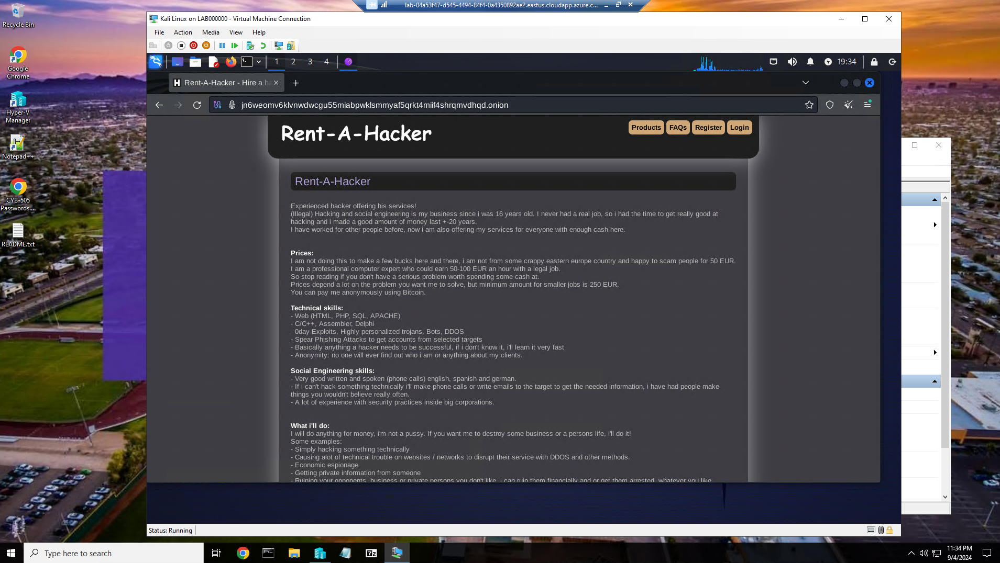 lab-04a53f47-d545-4494-84f4-0a4350892ae2.eastus.cloudapp.azure.c...
Recycle Bin
Google Chrome
Hyper-V Manager
Notepad++
CYB-505 Passwords....
README.txt
Kali Linux on LAB000000 - Virtual Machine Connection
File Action Media View Help
1 2 3 4
19:34
Rent-A-Hacker - Hire a ha
jn6weomv6klvnwdwcgu55miabpwklsmmyaf5qrkt4miif4shrqmvdhqd.onion
Rent-A-Hacker
Products FAQs Register Login
Rent-A-Hacker
Experienced hacker offering his services!
(Illegal) Hacking and social engineering is my business since i was 16 years old. I never had a real job, so i had the time to get really good at
hacking and i made a good amount of money last +-20 years.
I have worked for other people before, now i am also offering my services for everyone with enough cash here.
Prices:
I am not doing this to make a few bucks here and there, i am not from some crappy eastern europe country and happy to scam people for 50 EUR.
I am a professional computer expert who could earn 50-100 EUR an hour with a legal job.
So stop reading if you don't have a serious problem worth spending some cash at.
Prices depend a lot on the problem you want me to solve, but minimum amount for smaller jobs is 250 EUR.
You can pay me anonymously using Bitcoin.
Technical skills:
- Web (HTML, PHP, SQL, APACHE)
- C/C++, Assembler, Delphi
- 0day Exploits, Highly personalized trojans, Bots, DDOS
- Spear Phishing Attacks to get accounts from selected targets
- Basically anything a hacker needs to be successful, if i don't know it, i'll learn it very fast
- Anonymity: no one will ever find out who i am or anything about my clients.
Social Engineering skills:
- Very good written and spoken (phone calls) english, spanish and german.
- If i can't hack something technically i'll make phone calls or write emails to the target to get the needed information, i have had people make
things you wouldn't believe really often.
- A lot of experience with security practices inside big corporations.
What i'll do:
I will do anything for money, i'm not a pussy. If you want me to destroy some business or a persons life, i'll do it!
Some examples:
- Simply hacking something technically
- Causing alot of technical trouble on websites / networks to disrupt their service with DDOS and other methods.
- Economic espionage
- Getting private information from someone
- Ruining your opponents, business or private persons you don't like, i can ruin them financially and or get them arrested, whatever you like
Status: Running
Type here to search
11:34 PM
9/4/2024